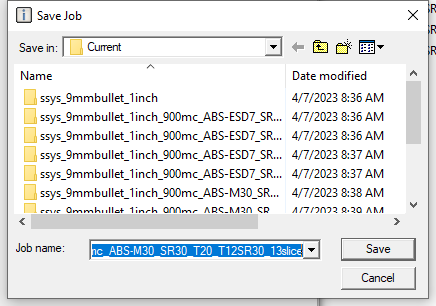 Save Job
Save in: Current
Name Date modified
ssys_9mmbullet_1inch 4/7/2023 8:36 AM
ssys_9mmbullet_1inch_900mc_ABS-ESD7_SR... 4/7/2023 8:36 AM
ssys_9mmbullet_1inch_900mc_ABS-ESD7_SR... 4/7/2023 8:36 AM
ssys_9mmbullet_1inch_900mc_ABS-ESD7_SR... 4/7/2023 8:37 AM
ssys_9mmbullet_1inch_900mc_ABS-ESD7_SR... 4/7/2023 8:37 AM
ssys_9mmbullet_1inch_900mc_ABS-M30_SR... 4/7/2023 8:38 AM
ssys_9mmbullet_1inch_900mc_ABS-M30_SR... 4/7/2023 8:39 AM
Job name: mc_ABS-M30_SR30_T20_T12SR30_13slice Save
Cancel